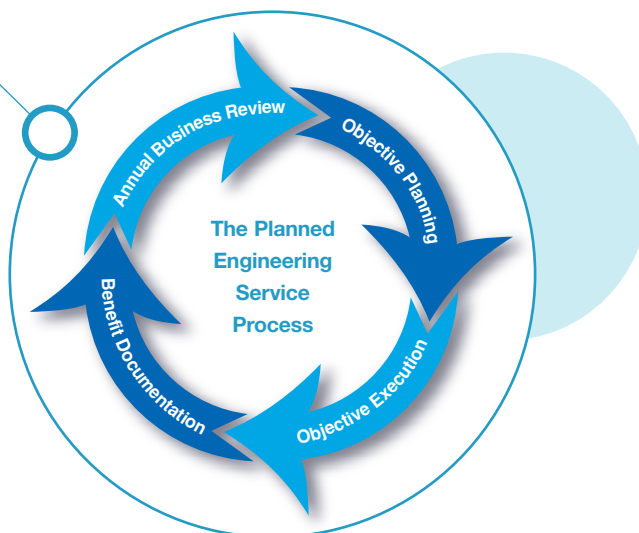 Annual Business Review
Objective Planning
The Planned
Engineering
Service
Process
Objective Execution
Benefit Documentation